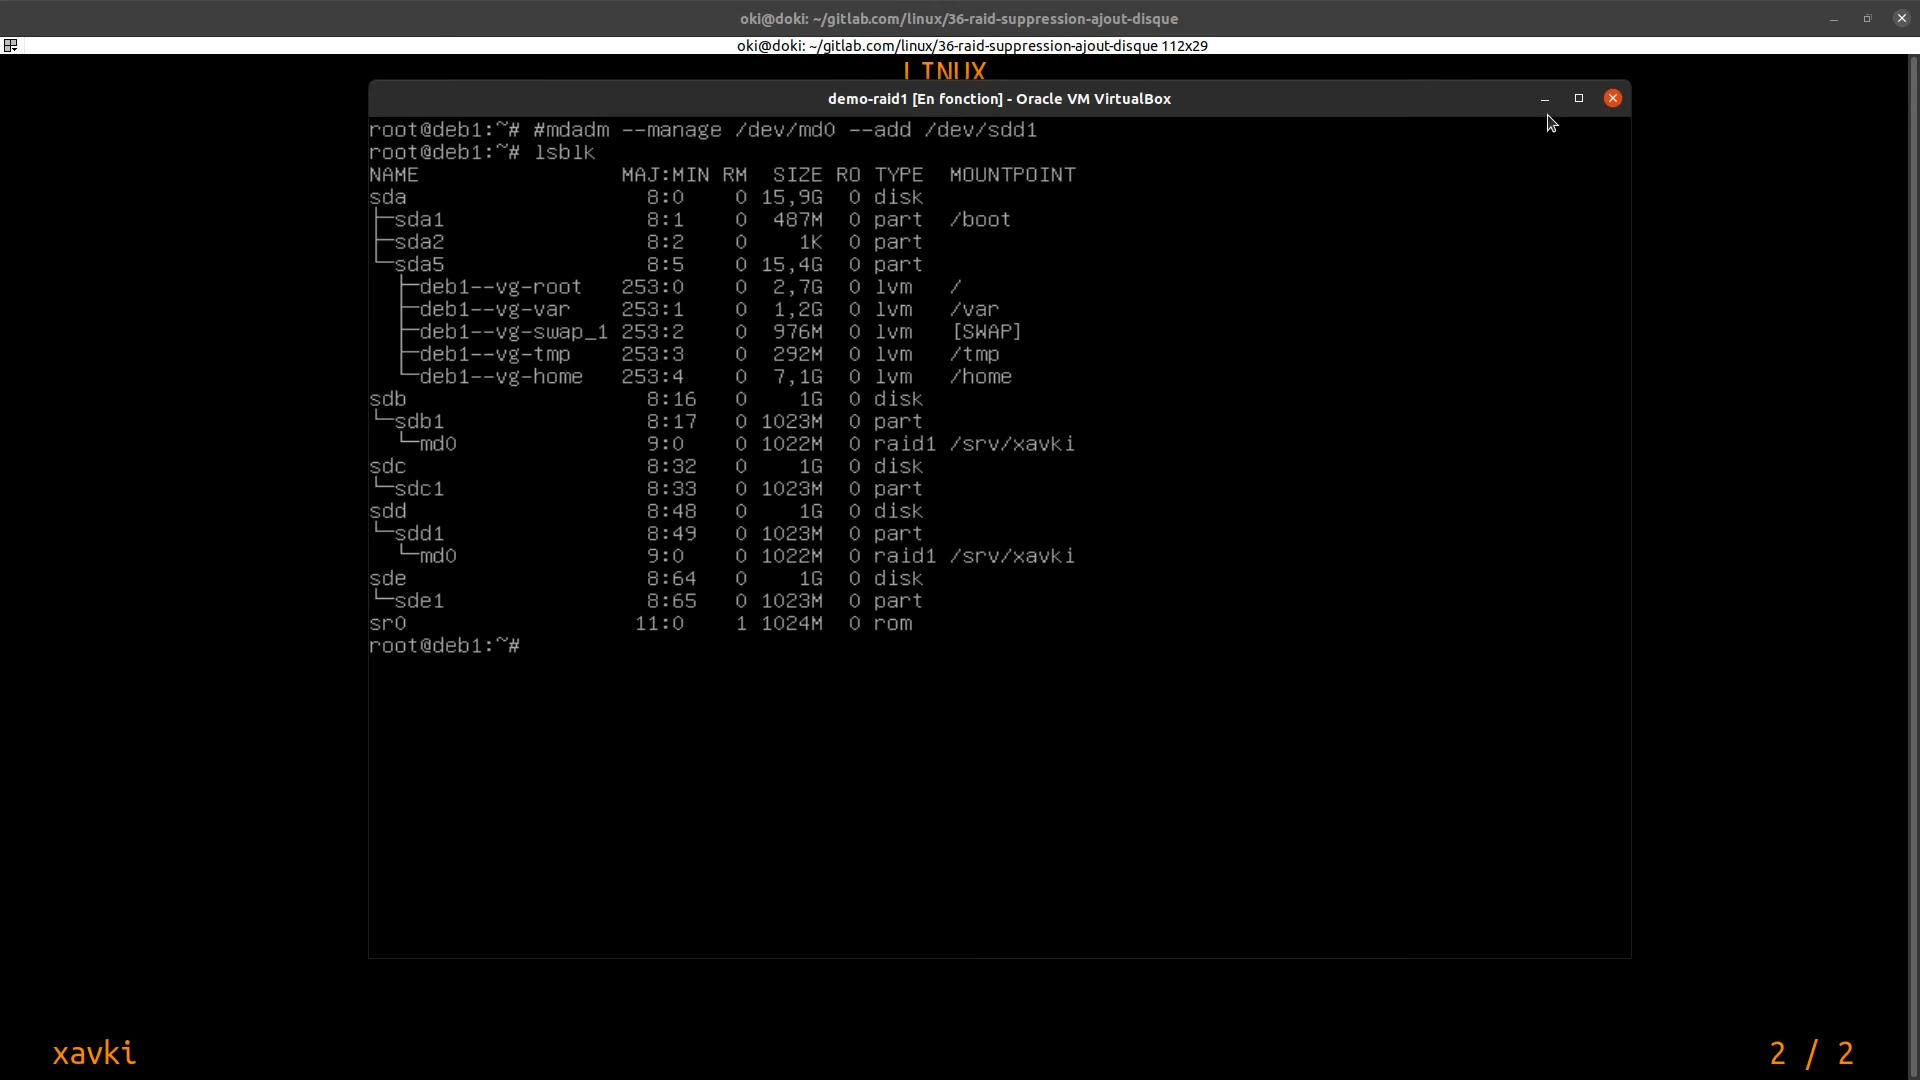 oki@doki: ~/gitlab.com/linux/36-raid-suppression-ajout-disque
oki@doki: ~/gitlab.com/linux/36-raid-suppression-ajout-disque 112x29
LINUX
demo-raid1 [En fonction] - Oracle VM VirtualBox
root@deb1:~# #mdadm --manage /dev/md0 --add /dev/sdd1
root@deb1:~# lsblk
NAME                MAJ:MIN RM   SIZE RO TYPE  MOUNTPOINT
sda                   8:0    0 15,9G  0 disk
├─sda1                8:1    0  487M  0 part  /boot
├─sda2                8:2    0    1K  0 part
└─sda5                8:5    0 15,4G  0 part
  ├─deb1--vg-root   253:0    0  2,7G  0 lvm   /
  ├─deb1--vg-var    253:1    0  1,2G  0 lvm   /var
  ├─deb1--vg-swap_1 253:2    0  976M  0 lvm   [SWAP]
  ├─deb1--vg-tmp    253:3    0  292M  0 lvm   /tmp
  └─deb1--vg-home   253:4    0  7,1G  0 lvm   /home
sdb                   8:16   0    1G  0 disk
└─sdb1                8:17   0 1023M  0 part
  └─md0               9:0    0 1022M  0 raid1 /srv/xavki
sdc                   8:32   0    1G  0 disk
└─sdc1                8:33   0 1023M  0 part
sdd                   8:48   0    1G  0 disk
└─sdd1                8:49   0 1023M  0 part
  └─md0               9:0    0 1022M  0 raid1 /srv/xavki
sde                   8:64   0    1G  0 disk
└─sde1                8:65   0 1023M  0 part
sr0                  11:0    1 1024M  0 rom
root@deb1:~#
xavki
2 / 2